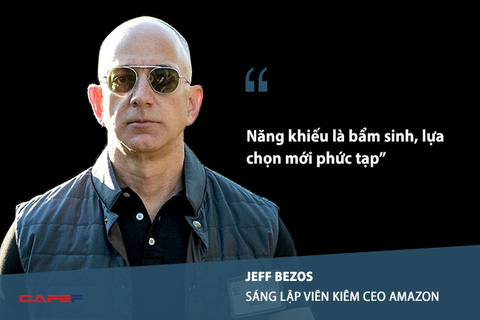 “
Năng khiếu là bẩm sinh, lựa
chọn mới phức tạp”
JEFF BEZOS
SÁNG LẬP VIÊN KIÊM CEO AMAZON
CAFEF